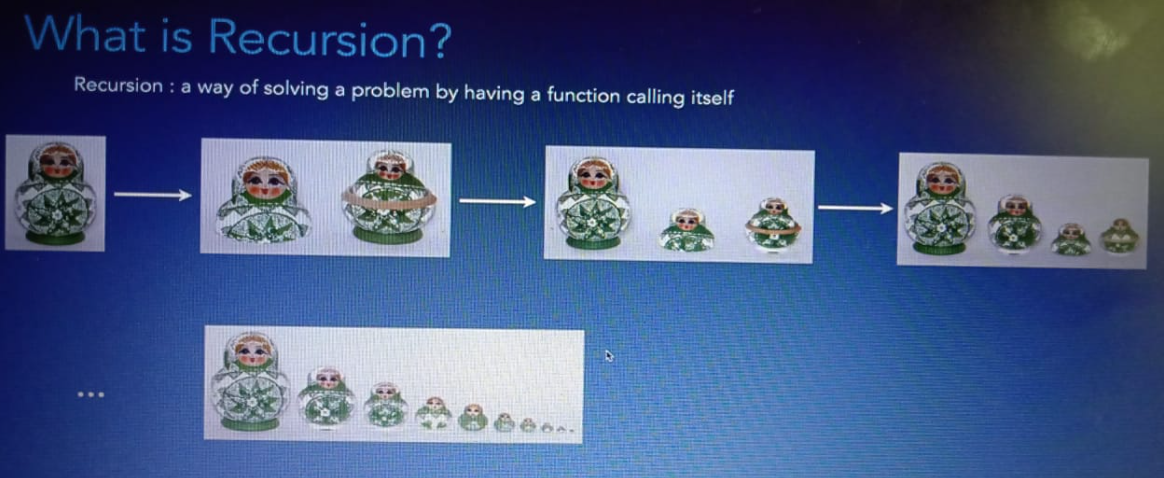 What is Recursion?
Recursion : a way of solving a problem by having a function calling itself
...